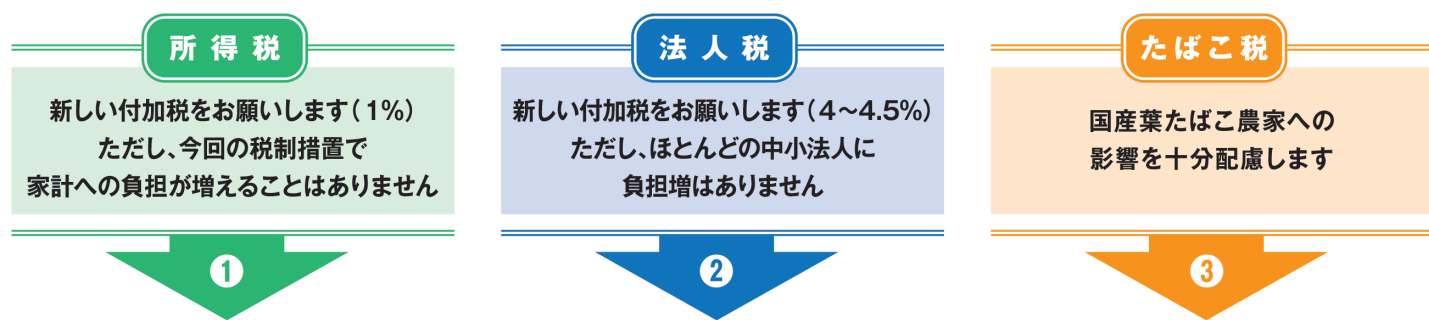 所得税
新しい付加税をお願いします（1%）
ただし、今回の税制措置で
家計への負担が増えることはありません
1
法人税
新しい付加税をお願いします（4～4.5%）
ただし、ほとんどの中小法人に
負担増はありません
2
たばこ税
国産葉たばこ農家への
影響を十分配慮します
3